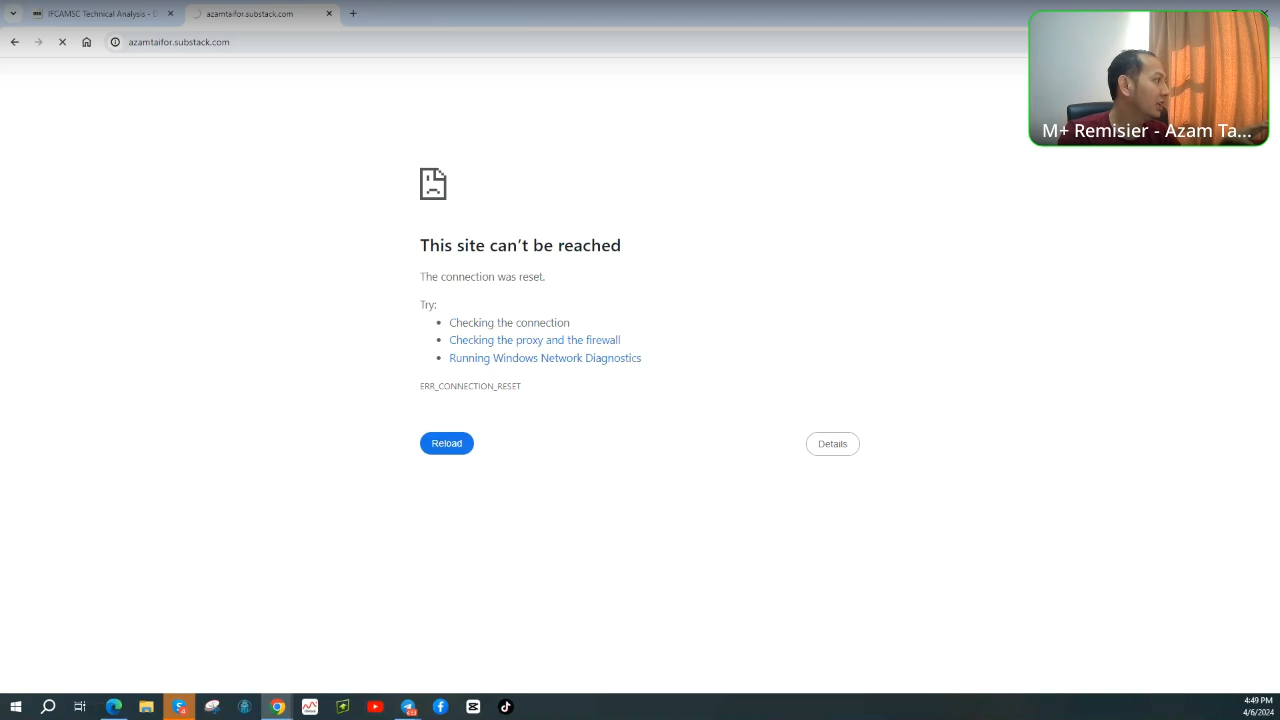 IFCAMSC Technical Analysis - D
azamtaifor.substack.com
azamtaifor.substack.com
M+ Remisier - Azam Ta...
This site can't be reached
The connection was reset.
Try:
Checking the connection
Checking the proxy and the firewall
Running Windows Network Diagnostics
ERR_CONNECTION_RESET
Reload
Details
4:49 PM
4/6/2024